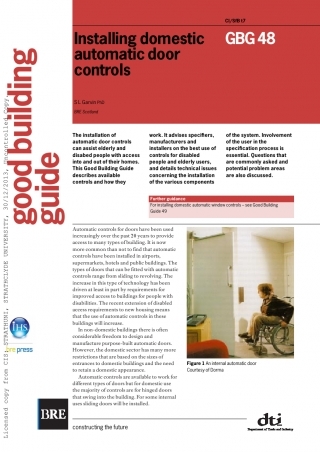 CI/SfB L7
Installing domestic
automatic door
controls
GBG 48
S L Garvin PhD
BRE Scotland
good building
guide
The installation of
automatic door controls
can assist elderly and
disabed people with access
into and out of their homes.
This Good Building Guide
describes available
controls and how they
work. It advises specifiers,
manufacturers and
installers on the best use of
controls for disabled
people and elderly users,
and details technical issues
concerning the installation
of the various components
of the system. Involvement
of the user in the
specification process is
essential. Questions that
are commonly asked and
potential problem areas
are also discussed.
Further guidance
For installing domestic automatic window controls – see Good Building
Guide 49
Automatic controls for doors have been used
increasingly over the past 20 years to provide
access to many types of building. It is now
more common than not to find that automatic
controls have been installed in airports,
supermarkets, hotels and public buildings. The
types of doors that can be fitted with automatic
controls range from sliding to revolving. The
increase in this type of technology has been
driven at least in part by requirements for
improved access to buildings for people with
disabilities. The recent extension of disabled
access requirements to new housing means
that the use of automatic controls in these
buildings will increase.
In non-domestic buildings there is often
considerable freedom to design and
manufacture purpose-built automatic doors.
However, the domestic sector has many more
restrictions that are based on the sizes of
entrances to domestic buildings and the need
to retain a domestic appearance.
Automatic controls are available to work for
different types of doors but for domestic use
the majority of controls are for hinged doors
that swing into the building. For some internal
uses sliding doors will be installed.
Figure 1 An internal automatic door
Courtesy of Dorma
IHS
press
BRE
constructing the future
dti
Department of Trade and Industry
Licensed copy from CIS: STRATHUNI, STRATHCLYDE UNIVERSITY, 30/12/2013, Uncontrolled Copy.